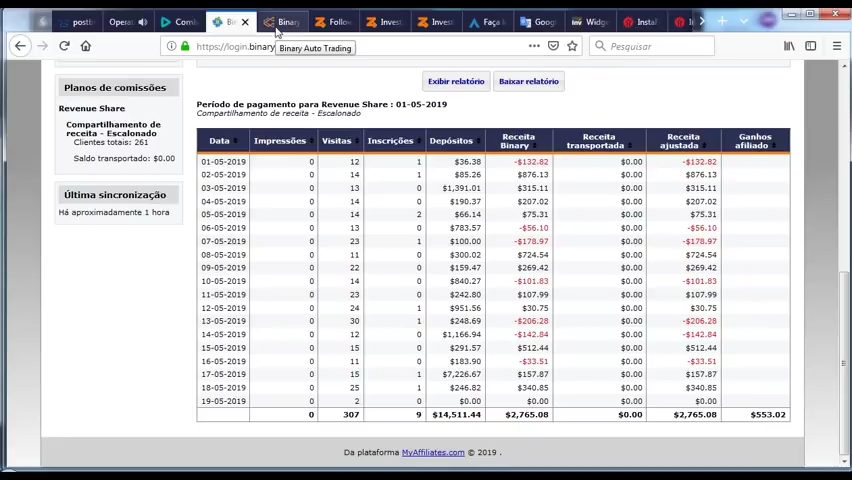 postb Operat Comb Bin Binary Follow Invest Invest Faça l Goog Widge Instal
https://login.binary
Binary Auto Trading
Pesquisar
Planos de comissões
Revenue Share
Compartilhamento de
receita - Escalonado
Clientes totais: 261
Saldo transportado: $0.00
Última sincronização
Há aproximadamente 1 hora
Exibir relatório Baixar relatório
Período de pagamento para Revenue Share : 01-05-2019
Compartilhamento de receita - Escalonado
Data Impressões Visitas Inscrições Depósitos Receita Binary Receita transportada Receita ajustada Ganhos afiliado
01-05-2019 0 12 1 $36.38 -$132.82 $0.00 -$132.82
02-05-2019 0 14 1 $85.26 $876.13 $0.00 $876.13
03-05-2019 0 13 0 $1,391.01 $315.11 $0.00 $315.11
04-05-2019 0 14 0 $190.37 $207.02 $0.00 $207.02
05-05-2019 0 14 2 $66.14 $75.31 $0.00 $75.31
06-05-2019 0 13 0 $783.57 -$56.10 $0.00 -$56.10
07-05-2019 0 23 1 $100.00 -$178.97 $0.00 -$178.97
08-05-2019 0 11 0 $300.02 $724.54 $0.00 $724.54
09-05-2019 0 22 0 $159.47 $269.42 $0.00 $269.42
10-05-2019 0 14 0 $840.27 -$101.83 $0.00 -$101.83
11-05-2019 0 23 0 $242.80 $107.99 $0.00 $107.99
12-05-2019 0 24 1 $951.56 $30.75 $0.00 $30.75
13-05-2019 0 30 1 $248.69 -$206.28 $0.00 -$206.28
14-05-2019 0 12 0 $1,166.94 -$142.84 $0.00 -$142.84
15-05-2019 0 15 0 $291.57 $512.44 $0.00 $512.44
16-05-2019 0 11 0 $183.90 -$33.51 $0.00 -$33.51
17-05-2019 0 15 1 $7,226.67 $157.87 $0.00 $157.87
18-05-2019 0 25 1 $246.82 $340.85 $0.00 $340.85
19-05-2019 0 2 0 $0.00 $0.00 $0.00 $0.00
0 307 9 $14,511.44 $2,765.08 $0.00 $2,765.08 $553.02
Da plataforma MyAffiliates.com © 2019 .